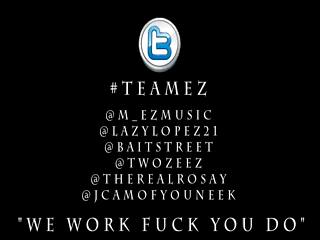 #TEAMEZ
@M_EZMUSIC
@LAZYLOPEZ21
@BAITSTREET
@TWOZEEZ
@THEREALROSAY
@JCAMOFYOUNEEK
"WE WORK FUCK YOU DO"